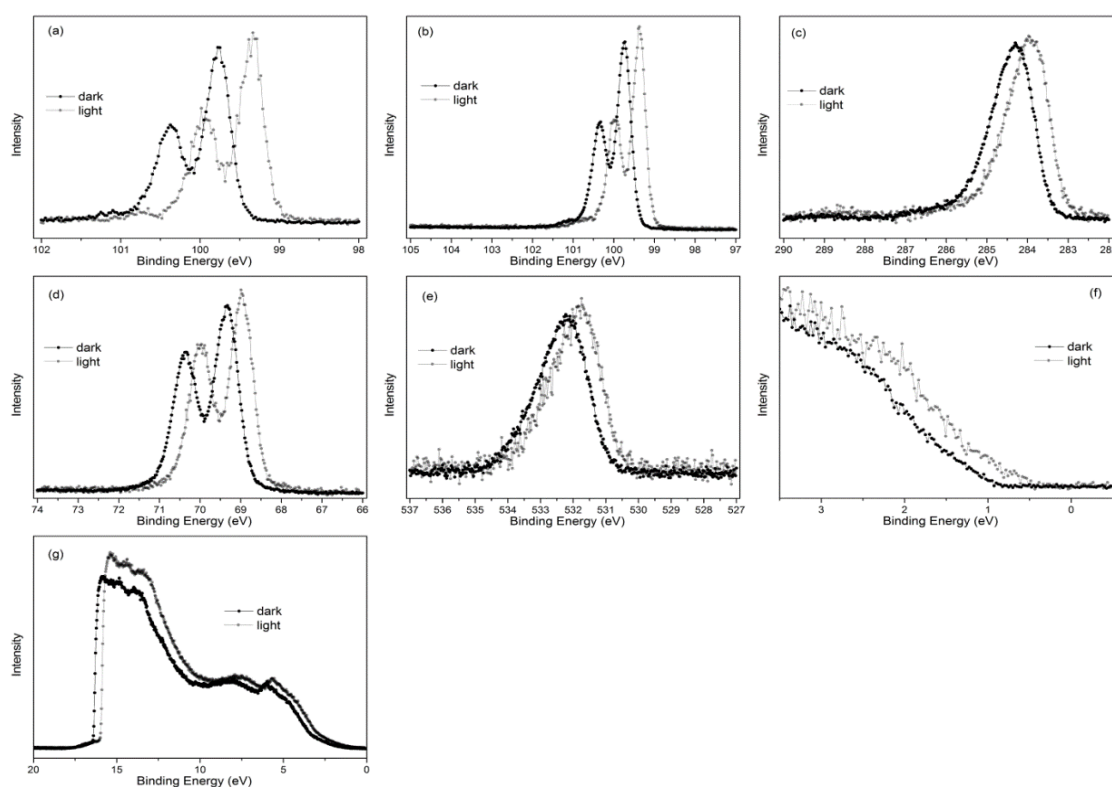 (a)
dark
light
Intensity
102 101 100 99 98
Binding Energy (eV)
(b)
dark
light
Intensity
105 104 103 102 101 100 99 98 97
Binding Energy (eV)
(c)
dark
light
Intensity
290 289 288 287 286 285 284 283
Binding Energy (eV)
(d)
dark
light
Intensity
74 73 72 71 70 69 68 67 66
Binding Energy (eV)
(e)
dark
light
Intensity
537 536 535 534 533 532 531 530 529 528 527
Binding Energy (eV)
(f)
dark
light
Intensity
3 2 1 0
Binding Energy (eV)
(g)
dark
light
Intensity
20 15 10 5 0
Binding Energy (eV)